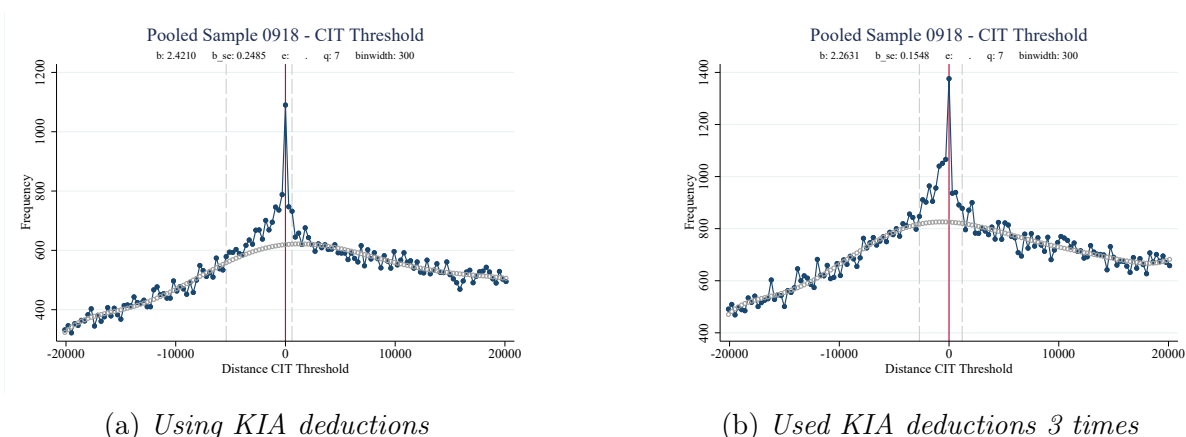 Pooled Sample 0918 - CIT Threshold
b: 2.4210 b_se: 0.2485 e: . q: 7 binwidth: 300
1200
1000
800
600
400
Frequency
-20000 -10000 0 10000 20000
Distance CIT Threshold
(a) Using KIA deductions
Pooled Sample 0918 - CIT Threshold
b: 2.2631 b_se: 0.1548 e: . q: 7 binwidth: 300
1400
1200
1000
800
600
400
Frequency
-20000 -10000 0 10000 20000
Distance CIT Threshold
(b) Used KIA deductions 3 times